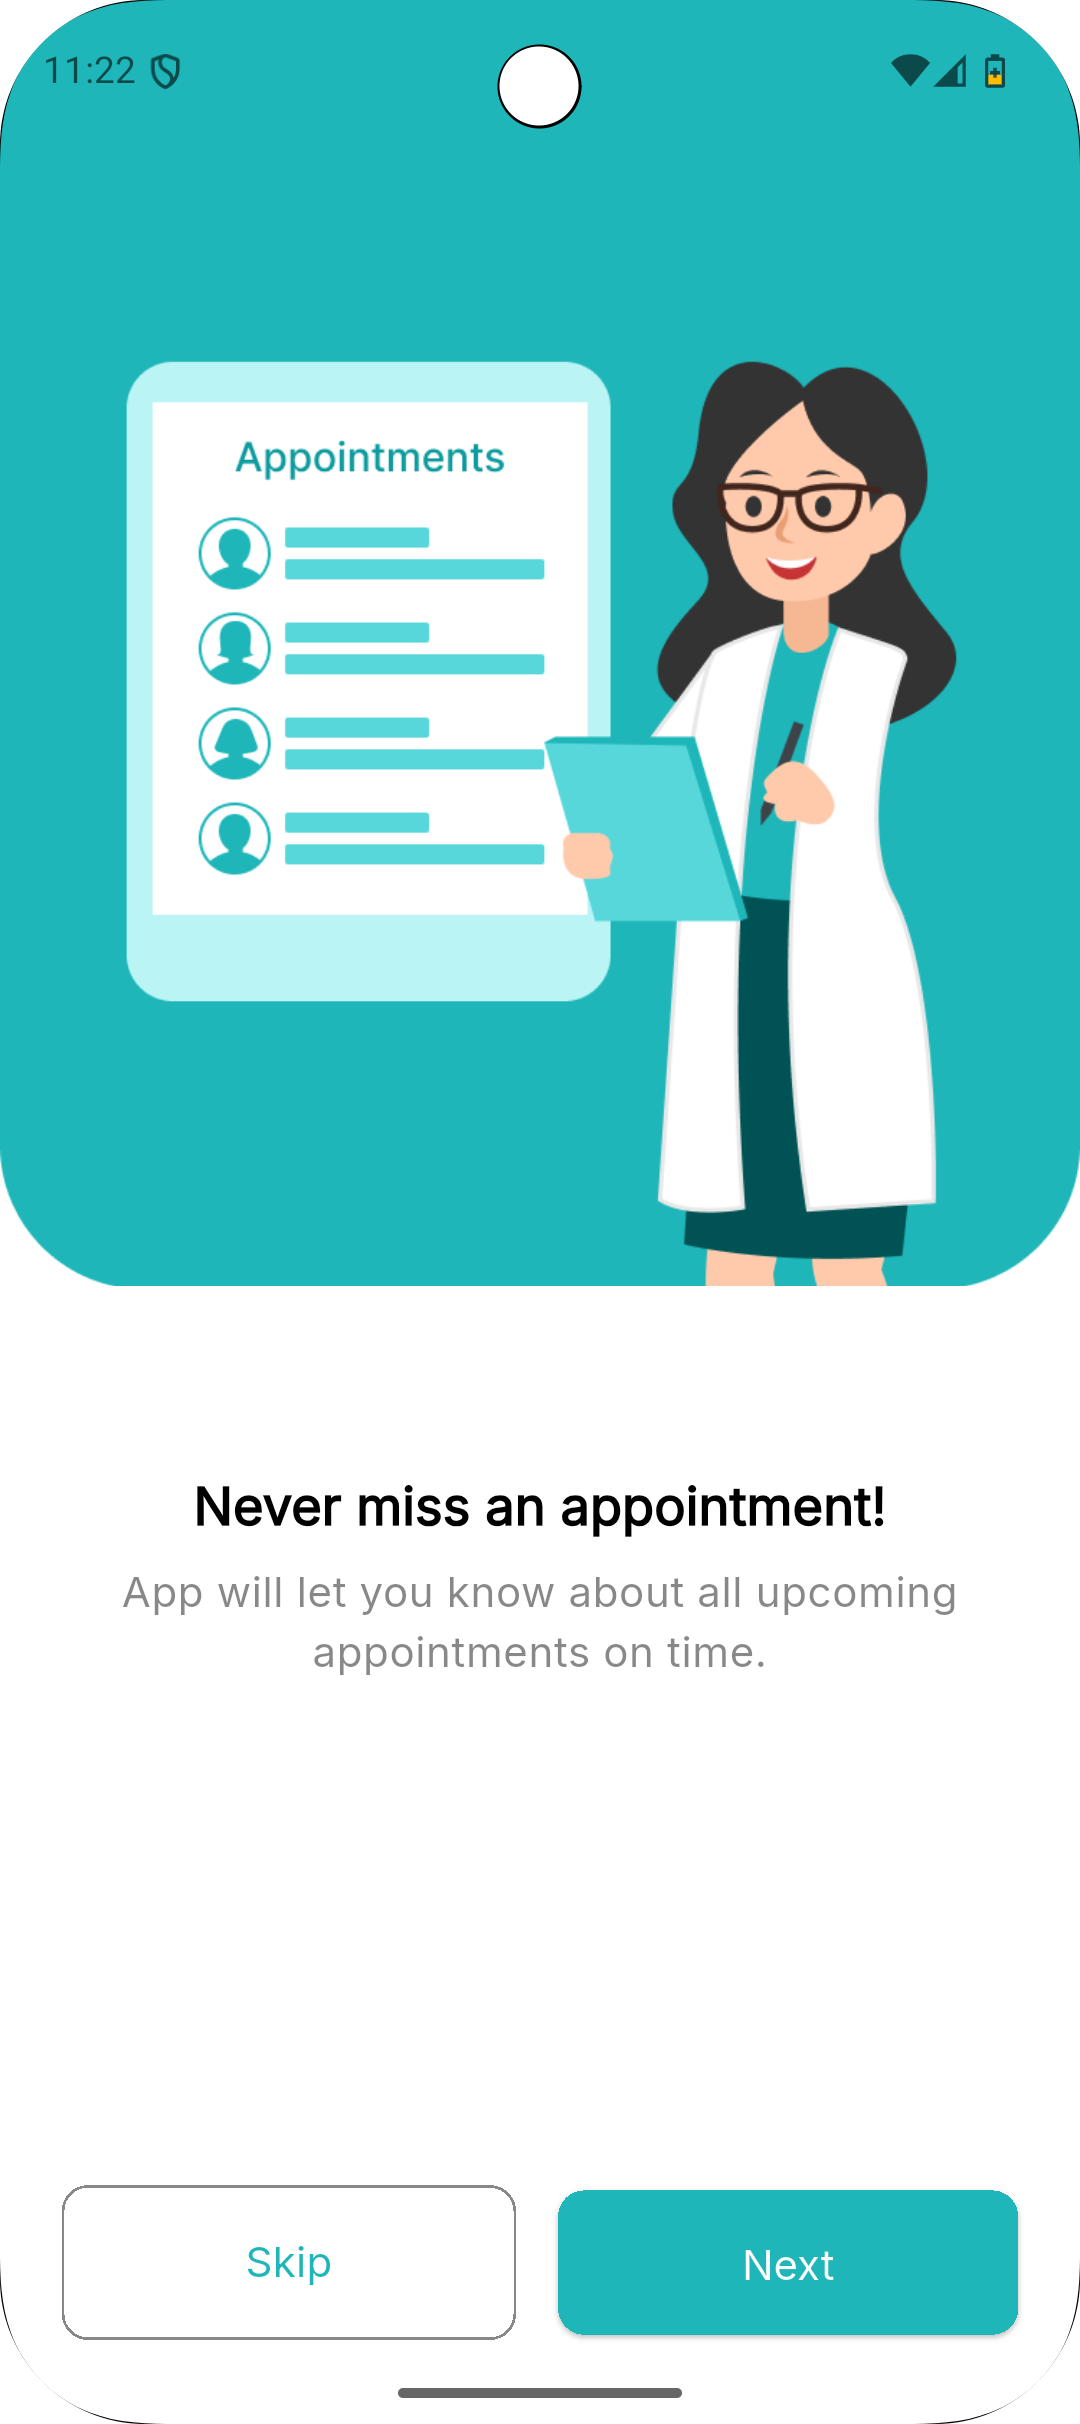 11:22
Appointments
Never miss an appointment!
App will let you know about all upcoming
appointments on time.
Skip
Next